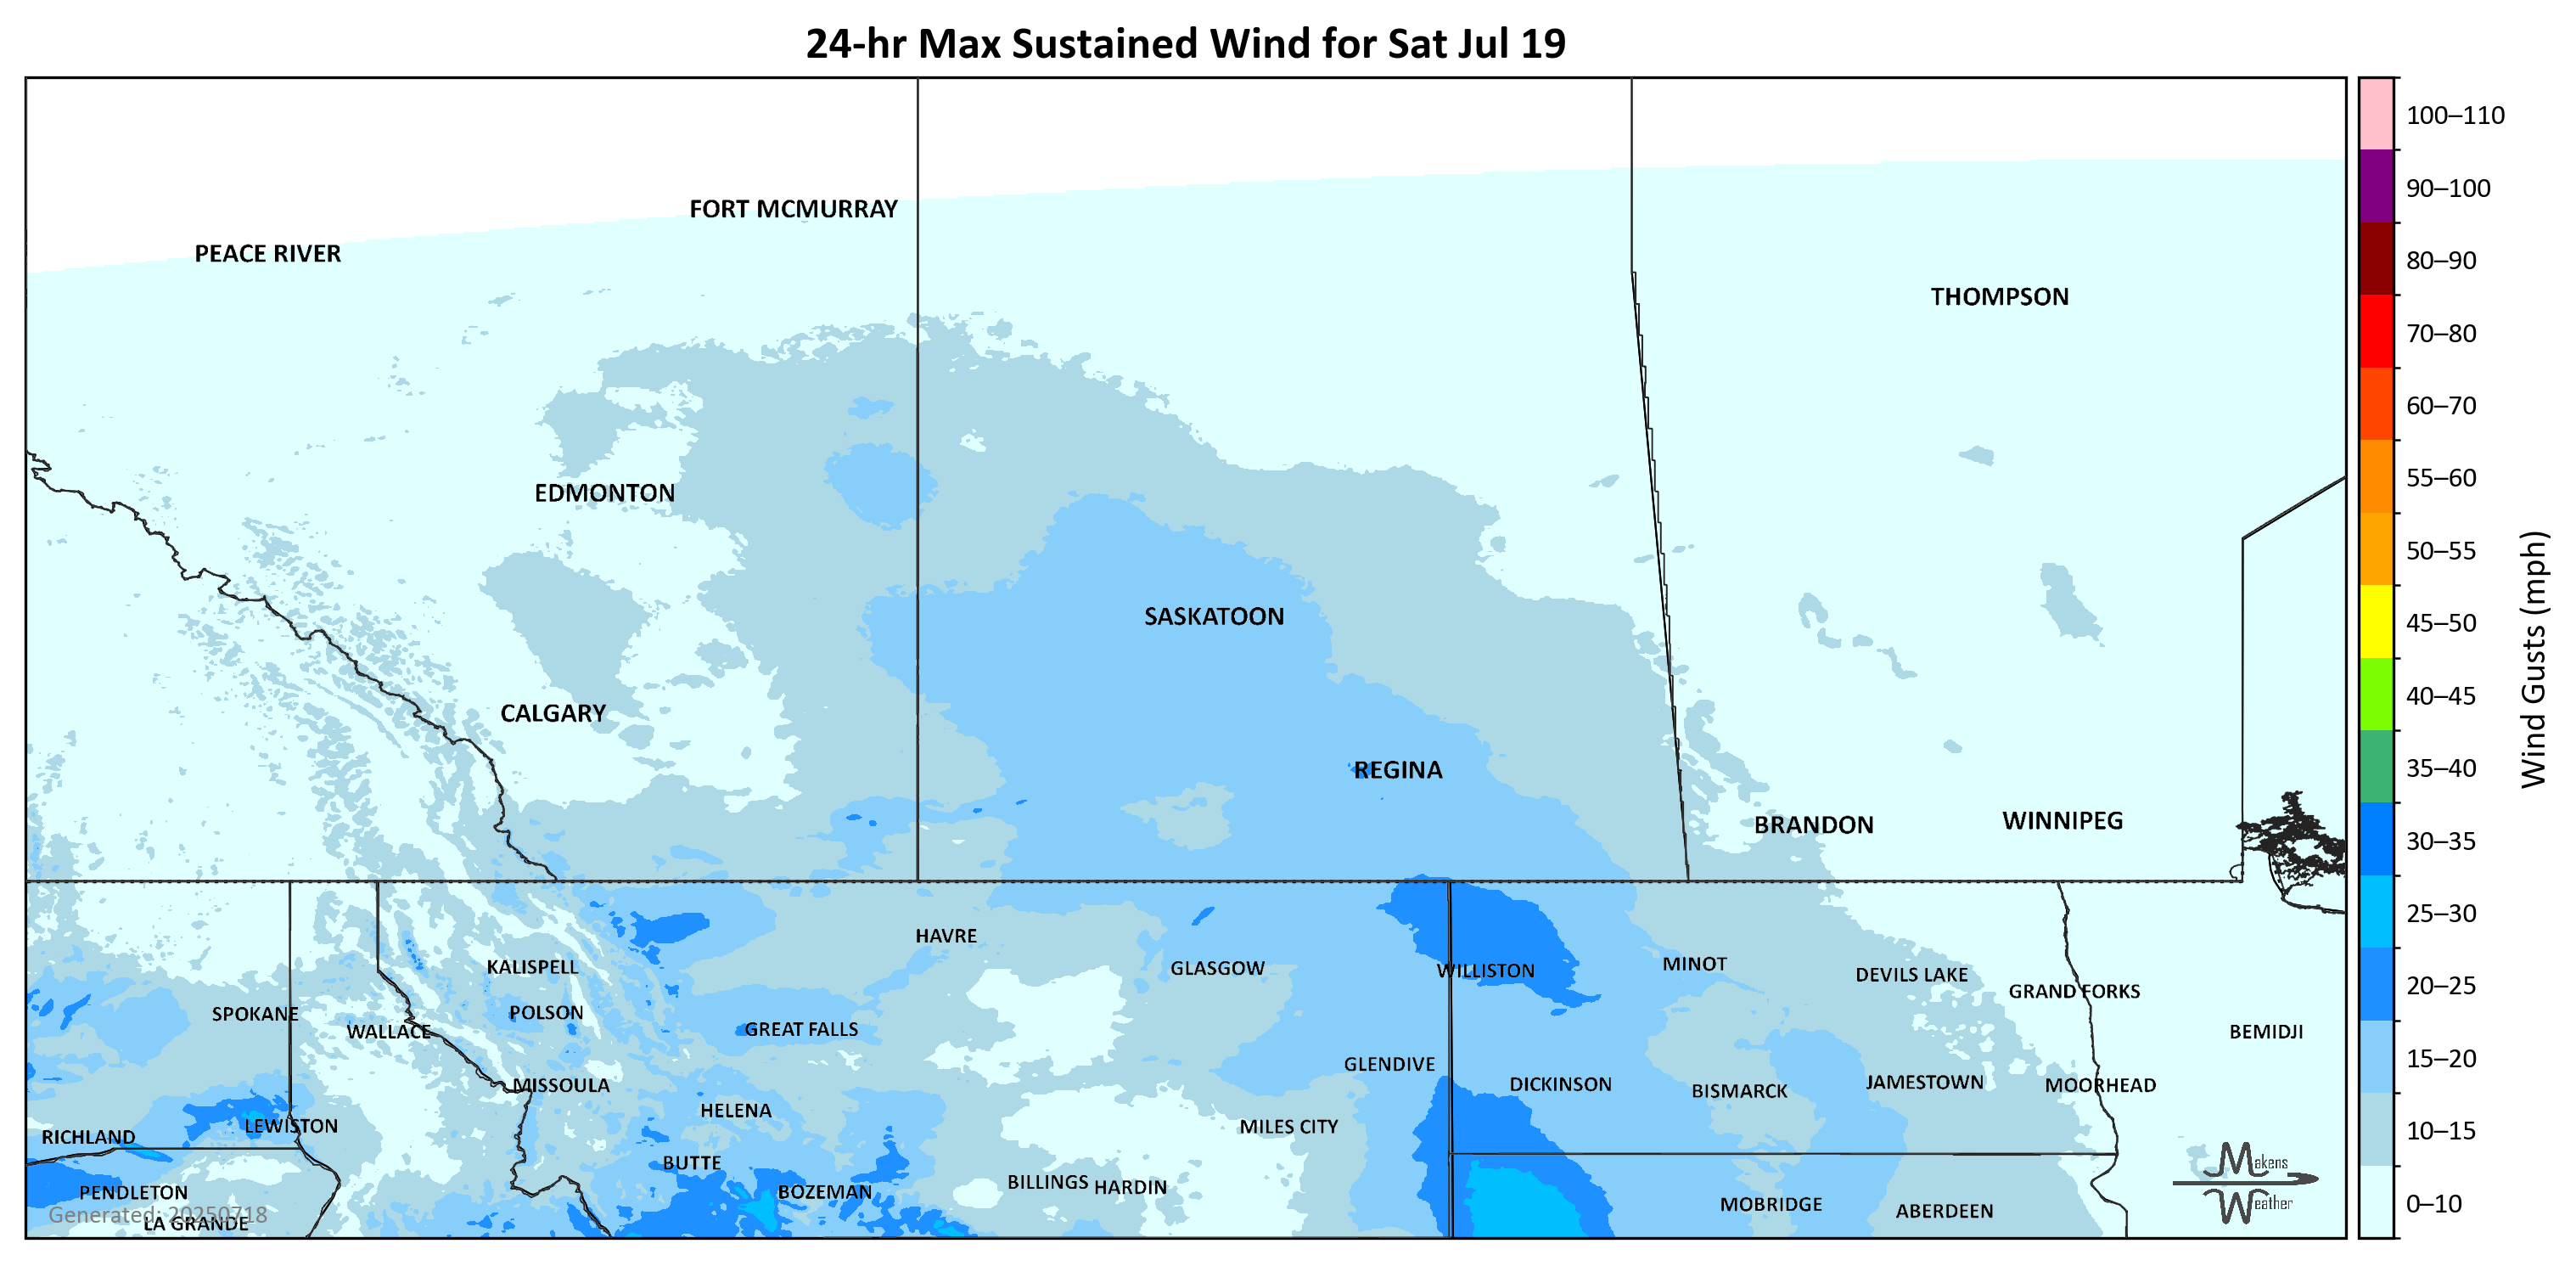 24-hr Max Sustained Wind for Sat Jul 19
FORT MCMURRAY
PEACE RIVER
THOMPSON
EDMONTON
SASKATOON
CALGARY
REGINA
BRANDON
WINNIPEG
HAVRE
KALISPELL
GLASGOW
WILLISTON
MINOT
DEVILS LAKE
GRAND FORKS
SPOKANE
POLSON
WALLACE
GREAT FALLS
BEMIDJI
GLENDIVE
MISSOULA
DICKINSON
BISMARCK
JAMESTOWN
MOORHEAD
HELENA
LEWISTON
MILES CITY
RICHLAND
BUTTE
PENDLETON
BOZEMAN
BILLINGS
HARDIN
MOBRIDGE
ABERDEEN
Generated: 20250718
LA GRANDE
Makens
Weather
100–110
90–100
80–90
70–80
60–70
55–60
50–55
45–50
40–45
35–40
30–35
25–30
20–25
15–20
10–15
0–10
Wind Gusts (mph)